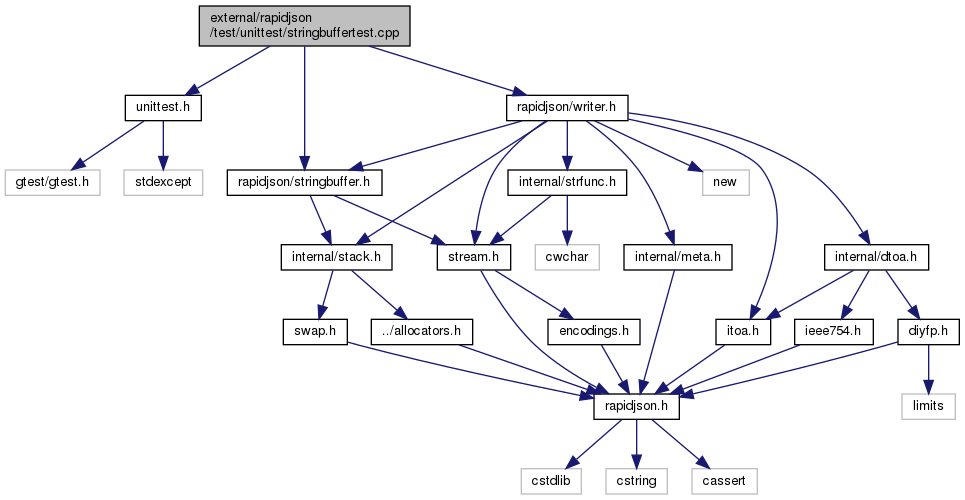 external/rapidjson
/test/unittest/stringbuffertest.cpp
unittest.h
rapidjson/writer.h
gtest/gtest.h
stdexcept
rapidjson/stringbuffer.h
internal/strfunc.h
new
internal/stack.h
stream.h
cwchar
internal/meta.h
internal/dtoa.h
swap.h
../allocators.h
encodings.h
itoa.h
ieee754.h
diyfp.h
rapidjson.h
limits
cstdlib
cstring
cassert